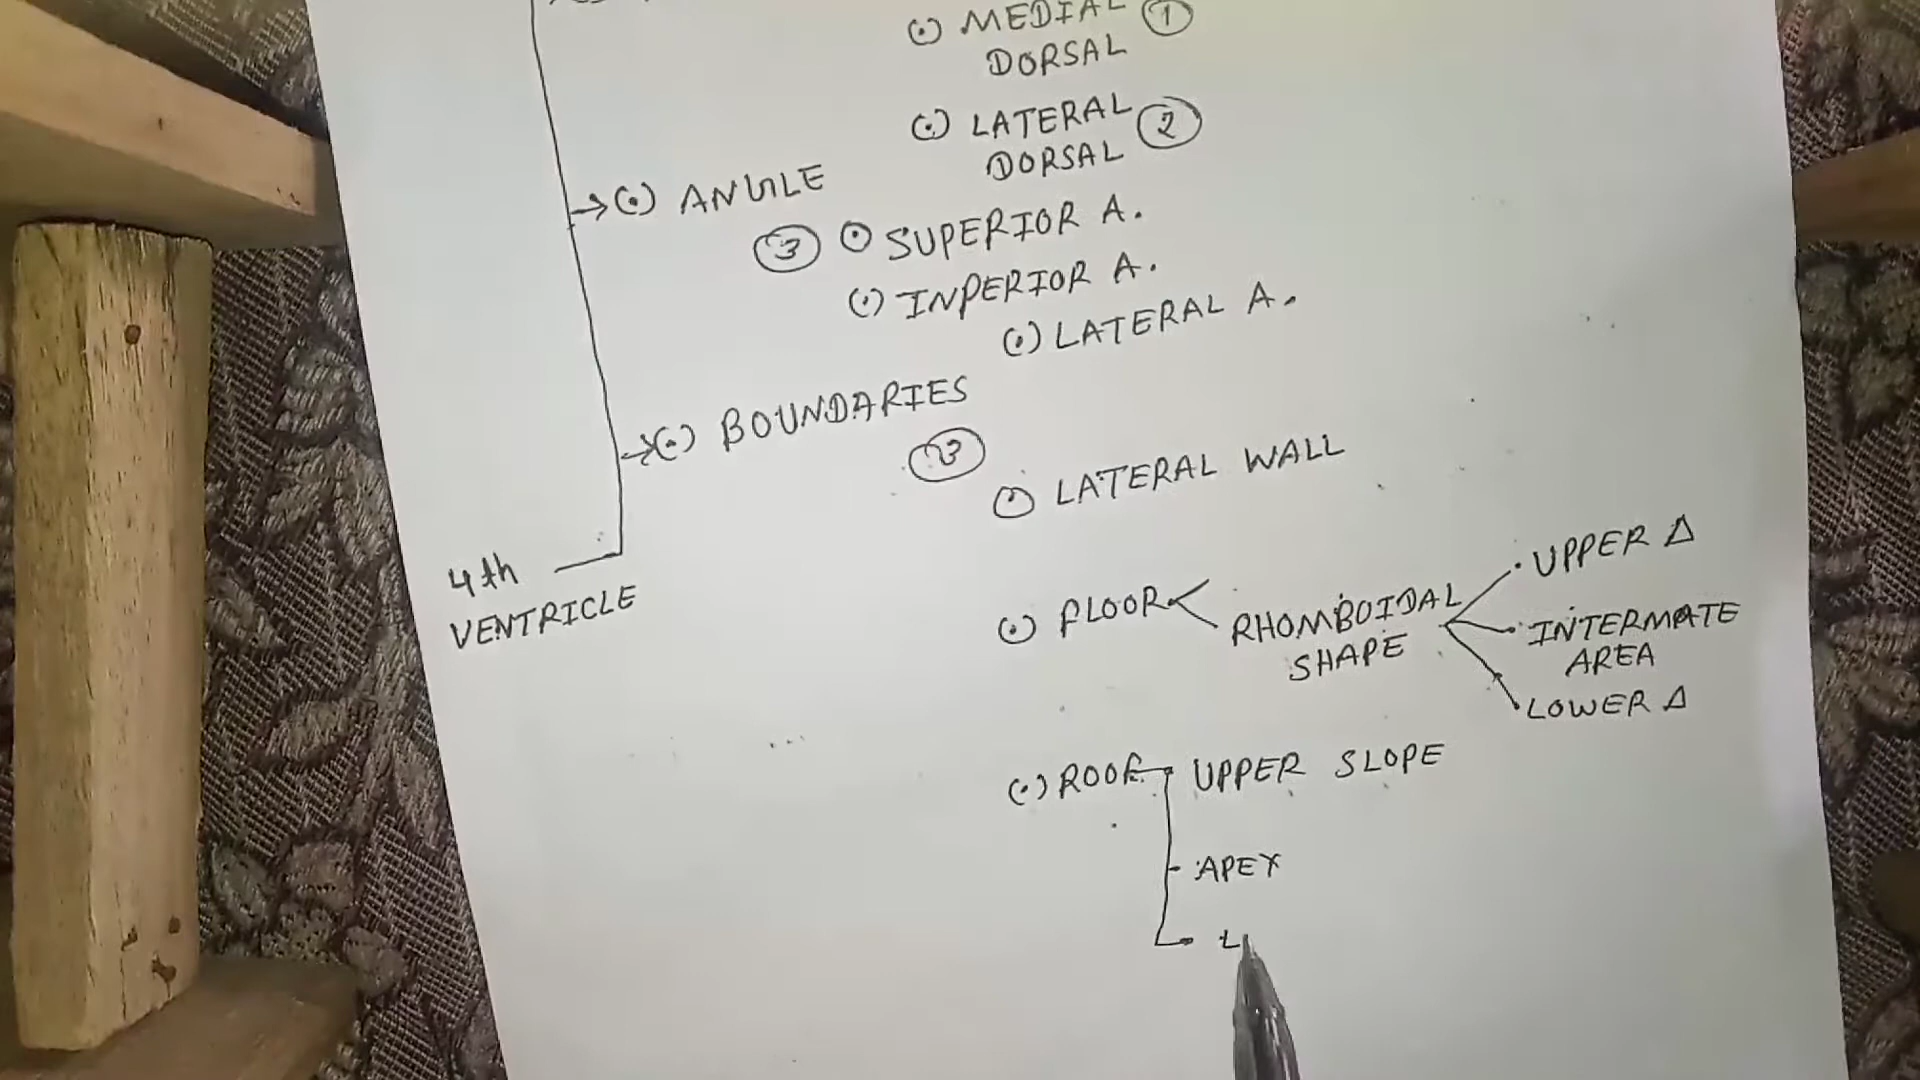 (•) MEDIAL ①
DORSAL
(•) LATERAL ②
DORSAL
→(•) ANGLE
③ ⊙ SUPERIOR A.
(•) INPERIOR A.
(•) LATERAL A.
→(•) BOUNDARIES
③
⊙ LATERAL WALL
4th
VENTRICLE
(•) FLOOR < RHOMBOIDAL
SHAPE
• UPPER Δ
• INTERMATE
AREA
• LOWER Δ
(•) ROOF UPPER SLOPE
APEX
L